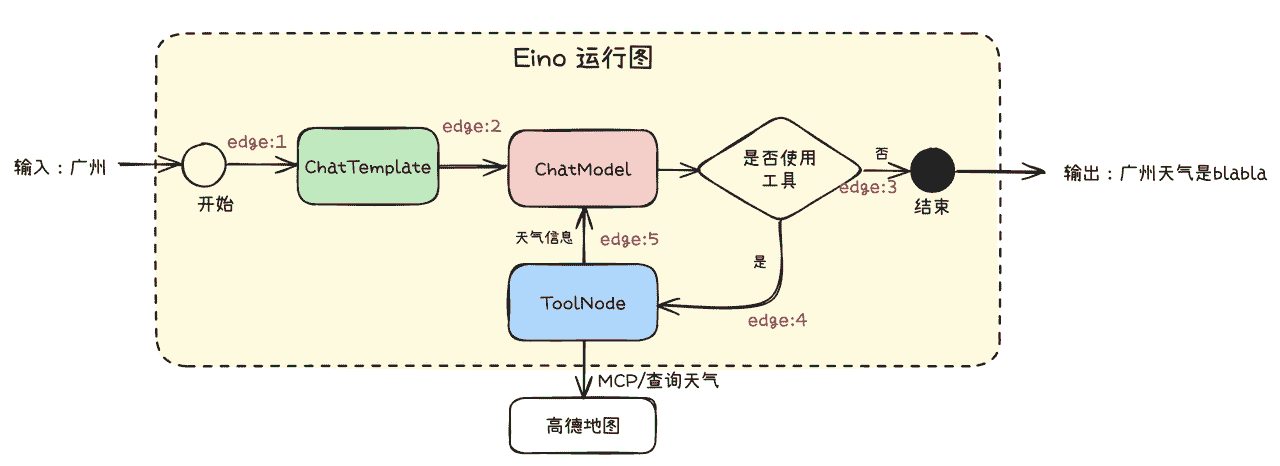 Eino 运行图
edge:1
edge:2
输入：广州
ChatTemplate
ChatModel
是否使用
工具
否
edge:3
输出：广州天气是blabla
开始
结束
天气信息
edge:5
是
ToolNode
edge:4
MCP/查询天气
高德地图